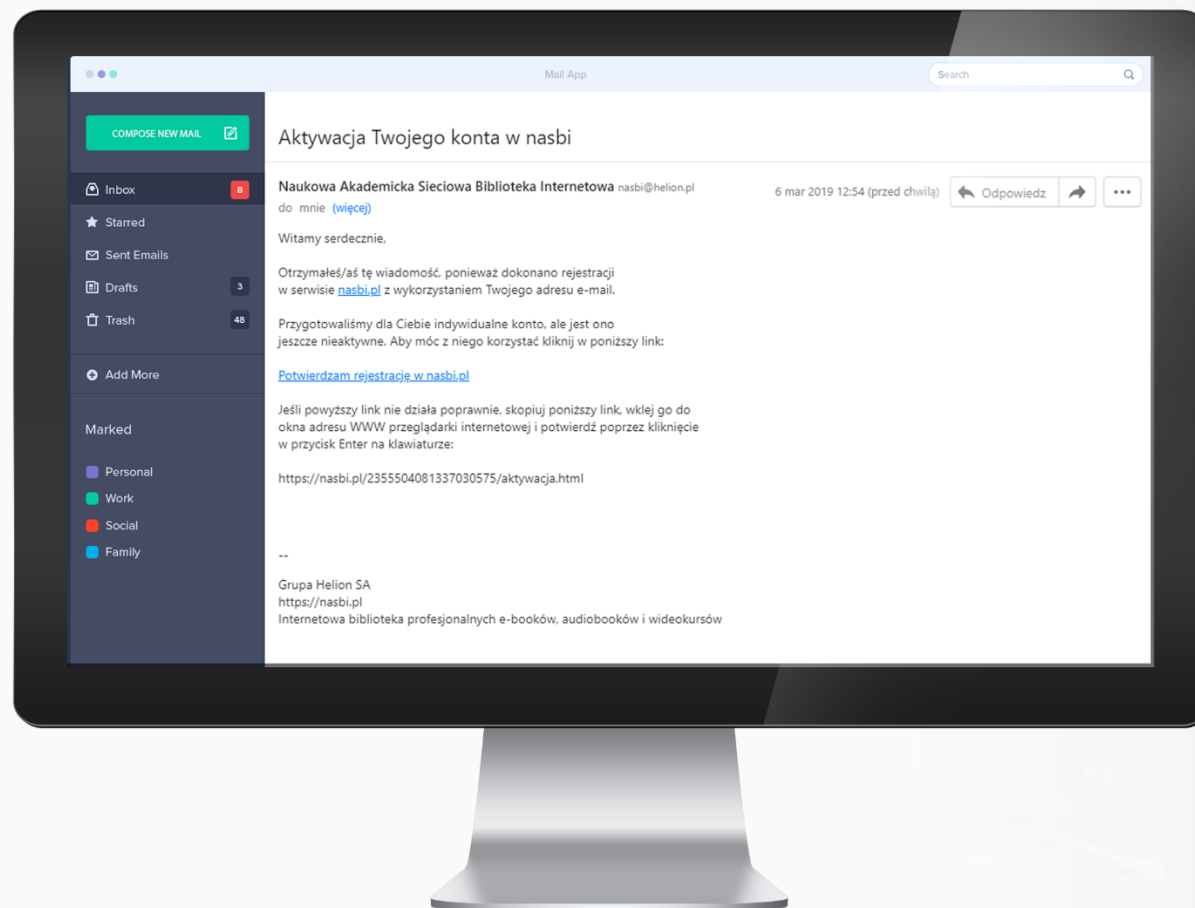 Mail App
Search
COMPOSE NEW MAIL
Inbox
8
Starred
Sent Emails
Drafts
3
Trash
48
Add More
Marked
Personal
Work
Social
Family
Aktywacja Twojego konta w nasbi
Naukowa Akademicka Sieciowa Biblioteka Internetowa nasbi@helion.pl
6 mar 2019 12:54 (przed chwilą)
Odpowiedz
do mnie (więcej)
Witamy serdecznie,
Otrzymałeś/aś tę wiadomość, ponieważ dokonano rejestracji
w serwisie nasbi.pl z wykorzystaniem Twojego adresu e-mail.
Przygotowaliśmy dla Ciebie indywidualne konto, ale jest ono
jeszcze nieaktywne. Aby móc z niego korzystać kliknij w poniższy link:
Potwierdzam rejestrację w nasbi.pl
Jeśli powyższy link nie działa poprawnie, skopiuj poniższy link, wklej go do
okna adresu WWW przeglądarki internetowej i potwierdź poprzez kliknięcie
w przycisk Enter na klawiaturze:
https://nasbi.pl/2355504081337030575/aktywacja.html
--
Grupa Helion SA
https://nasbi.pl
Internetowa biblioteka profesjonalnych e-booków, audiobooków i wideokursów